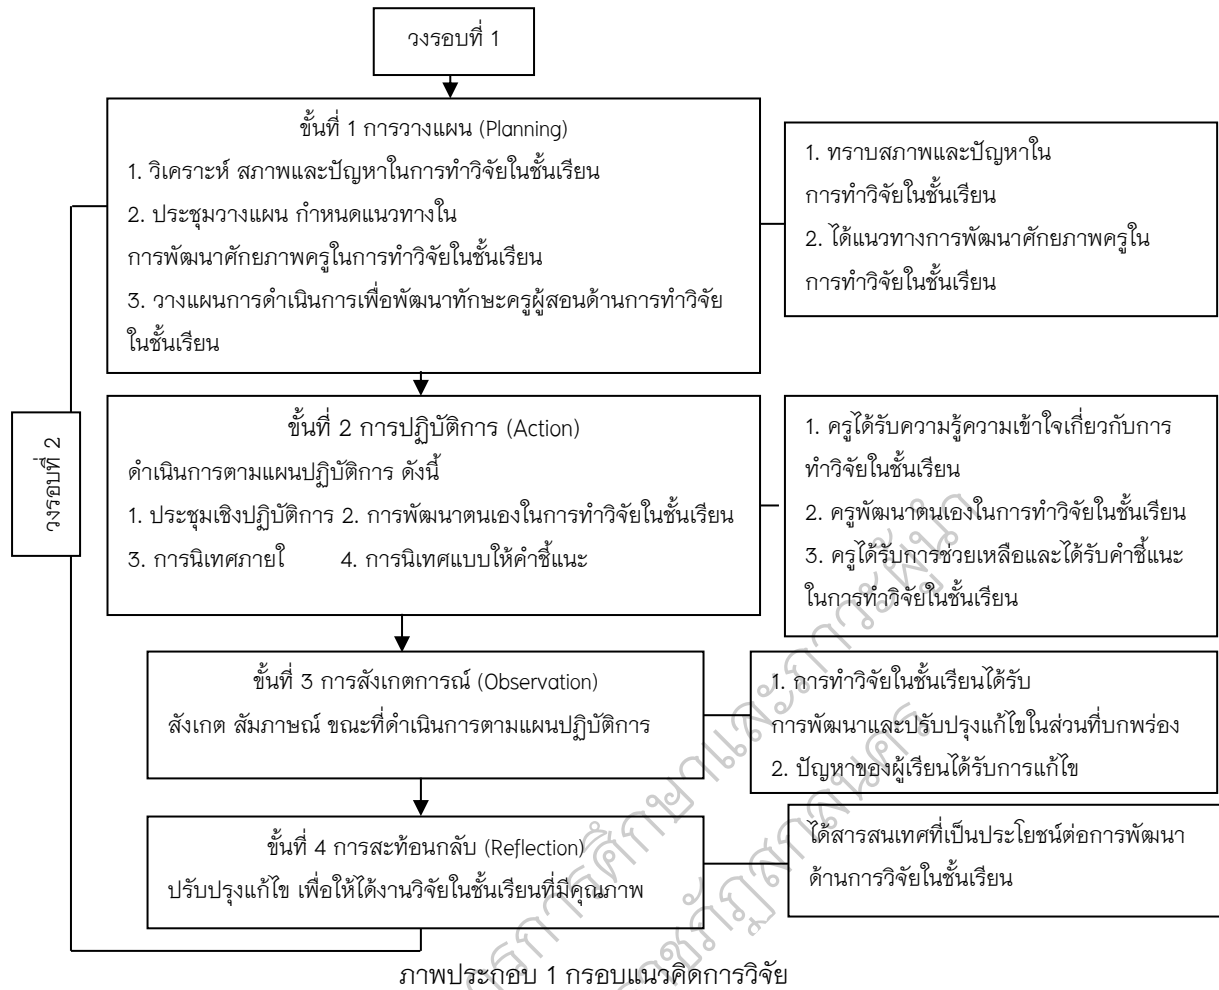 วงรอบที่ 1
ขั้นที่ 1 การวางแผน (Planning)
1. วิเคราะห์ สภาพและปัญหาในการทำวิจัยในชั้นเรียน
2. ประชุมวางแผน กำหนดแนวทางใน
การพัฒนาศักยภาพครูในการทำวิจัยในชั้นเรียน
3. วางแผนการดำเนินการเพื่อพัฒนาทักษะครูผู้สอนด้านการทำวิจัย
ในชั้นเรียน
1. ทราบสภาพและปัญหาใน
การทำวิจัยในชั้นเรียน
2. ได้แนวทางการพัฒนาศักยภาพครูใน
การทำวิจัยในชั้นเรียน
วงรอบที่ 2
ขั้นที่ 2 การปฏิบัติการ (Action)
ดำเนินการตามแผนปฏิบัติการ ดังนี้
1. ประชุมเชิงปฏิบัติการ 2. การพัฒนาตนเองในการทำวิจัยในชั้นเรียน
3. การนิเทศภายใ 4. การนิเทศแบบให้คำชี้แนะ
1. ครูได้รับความรู้ความเข้าใจเกี่ยวกับการ
ทำวิจัยในชั้นเรียน
2. ครูพัฒนาตนเองในการทำวิจัยในชั้นเรียน
3. ครูได้รับการช่วยเหลือและได้รับคำชี้แนะ
ในการทำวิจัยในชั้นเรียน
ขั้นที่ 3 การสังเกตการณ์ (Observation)
สังเกต สัมภาษณ์ ขณะที่ดำเนินการตามแผนปฏิบัติการ
1. การทำวิจัยในชั้นเรียนได้รับ
การพัฒนาและปรับปรุงแก้ไขในส่วนที่บกพร่อง
2. ปัญหาของผู้เรียนได้รับการแก้ไข
ขั้นที่ 4 การสะท้อนกลับ (Reflection)
ปรับปรุงแก้ไข เพื่อให้ได้งานวิจัยในชั้นเรียนที่มีคุณภาพ
ได้สารสนเทศที่เป็นประโยชน์ต่อการพัฒนา
ด้านการวิจัยในชั้นเรียน
ภาพประกอบ 1 กรอบแนวคิดการวิจัย